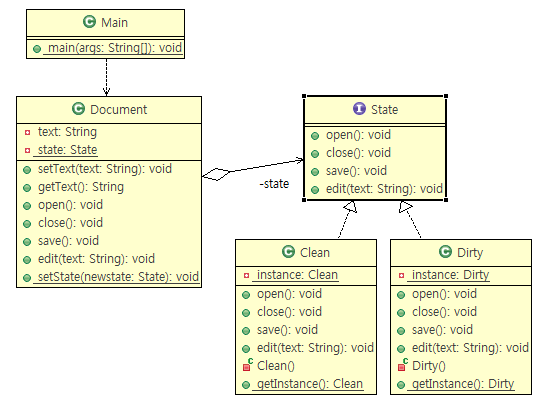 Main
main(args: String[]): void
Document
text: String
state: State
setText(text: String): void
getText(): String
open(): void
close(): void
save(): void
edit(text: String): void
setState(newstate: State): void
-state
State
open(): void
close(): void
save(): void
edit(text: String): void
Clean
instance: Clean
open(): void
close(): void
save(): void
edit(text: String): void
Clean()
getInstance(): Clean
Dirty
instance: Dirty
open(): void
close(): void
save(): void
edit(text: String): void
Dirty()
getInstance(): Dirty